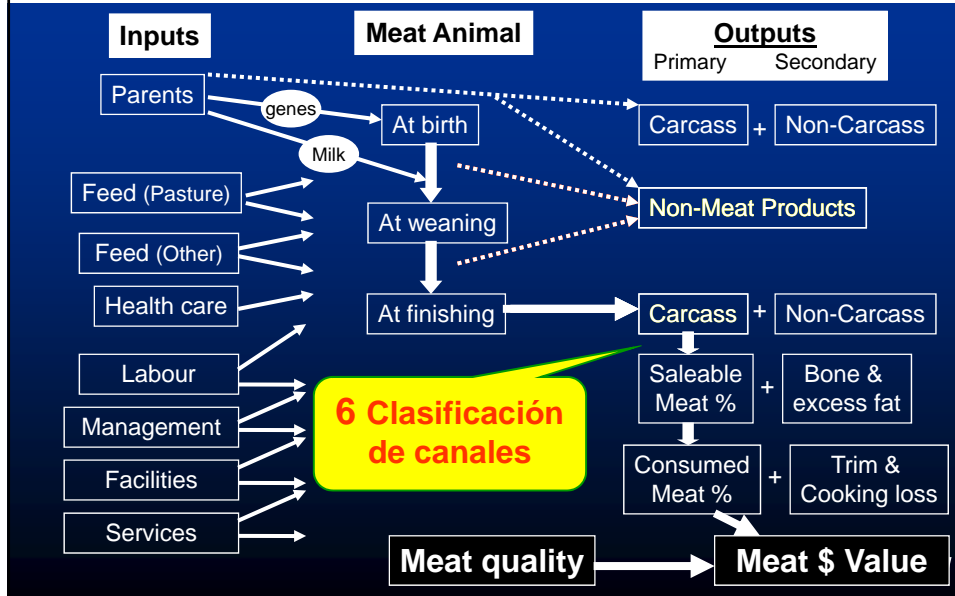 Inputs
Meat Animal
Outputs
Primary Secondary
Parents
genes
Milk
At birth
Carcass + Non-Carcass
Feed (Pasture)
At weaning
Non-Meat Products
Feed (Other)
Health care
At finishing
Carcass + Non-Carcass
Labour
Management
Facilities
Services
6 Clasificación
de canales
Saleable
Meat %
+
Bone &
excess fat
Consumed
Meat %
+
Trim &
Cooking loss
Meat quality
Meat $ Value